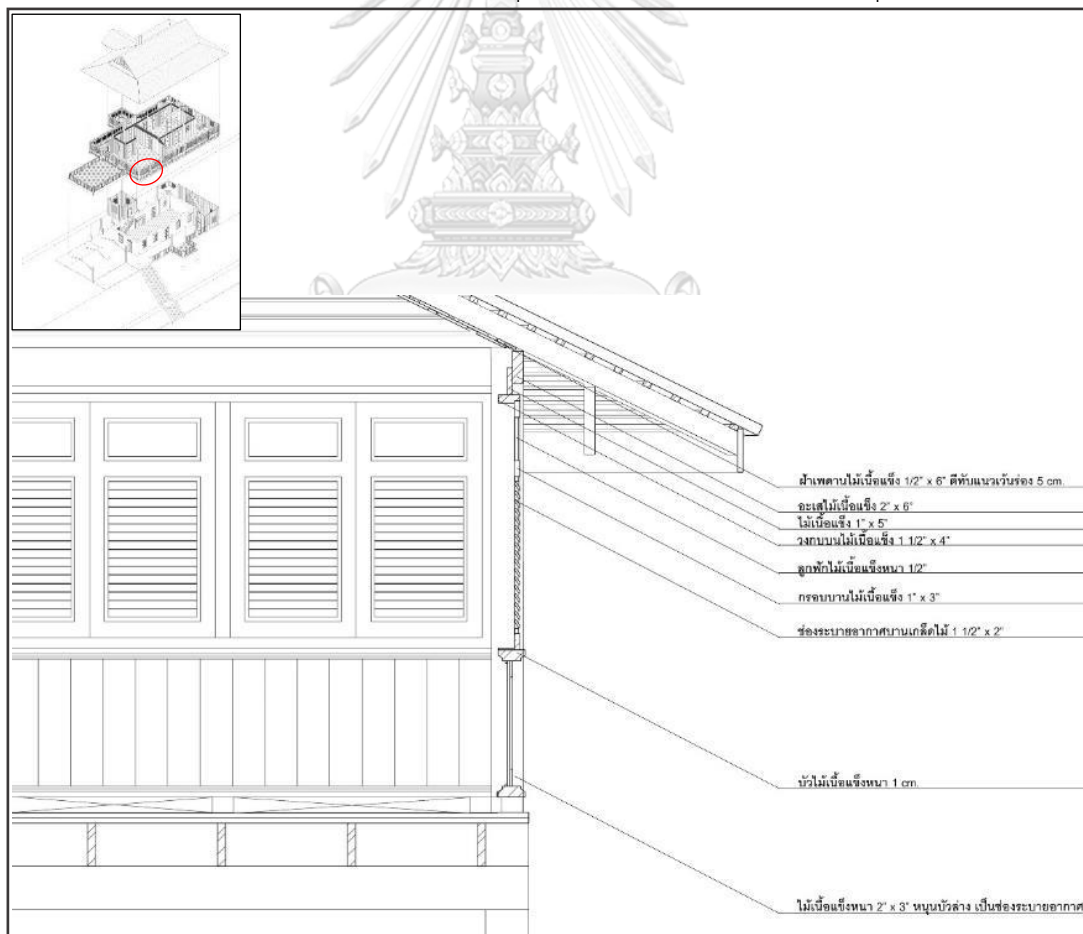 ฝ้าเพดานไม้เนื้อแข็ง 1/2" x 6" ตีทับแนวเว้นร่อง 5 cm.
อะเสไม้เนื้อแข็ง 2" x 6"
ไม้เนื้อแข็ง 1" x 5"
วงกบบนไม้เนื้อแข็ง 1 1/2" x 4"
ลูกฟักไม้เนื้อแข็งหนา 1/2"
กรอบบานไม้เนื้อแข็ง 1" x 3"
ช่องระบายอากาศบานเกล็ดไม้ 1 1/2" x 2"
บัวไม้เนื้อแข็งหนา 1 cm.
ไม้เนื้อแข็งหนา 2" x 3" หนุนบัวล่าง เป็นช่องระบายอากาศ